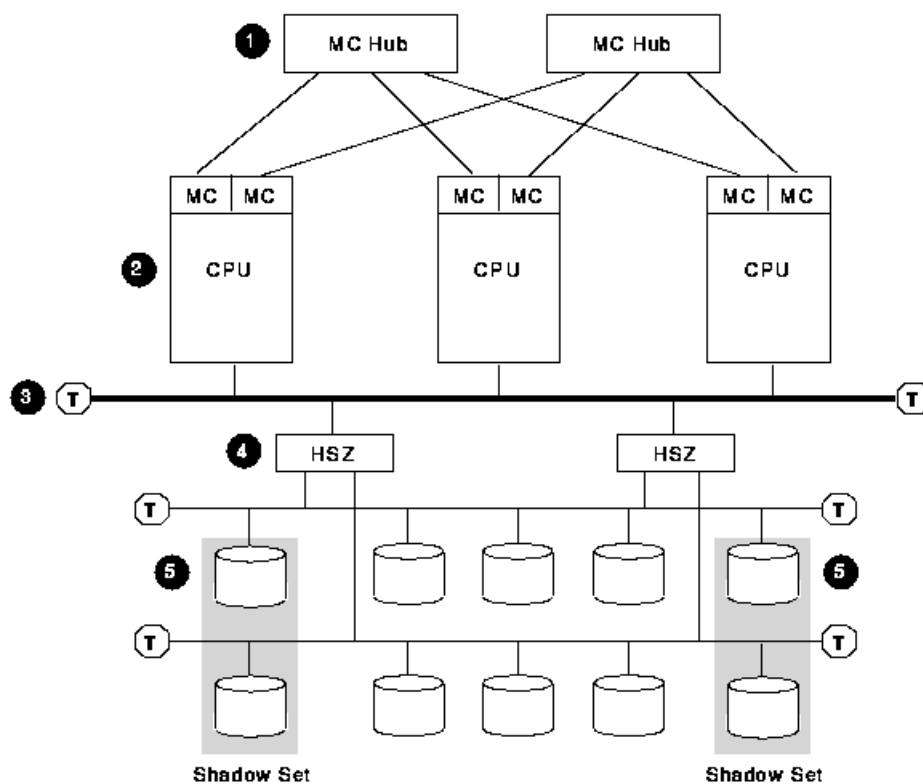 1 MC Hub MC Hub
MC MC MC MC MC MC
2 CPU CPU CPU
3 T T
4 HSZ HSZ
T T
5 5
T T
Shadow Set Shadow Set